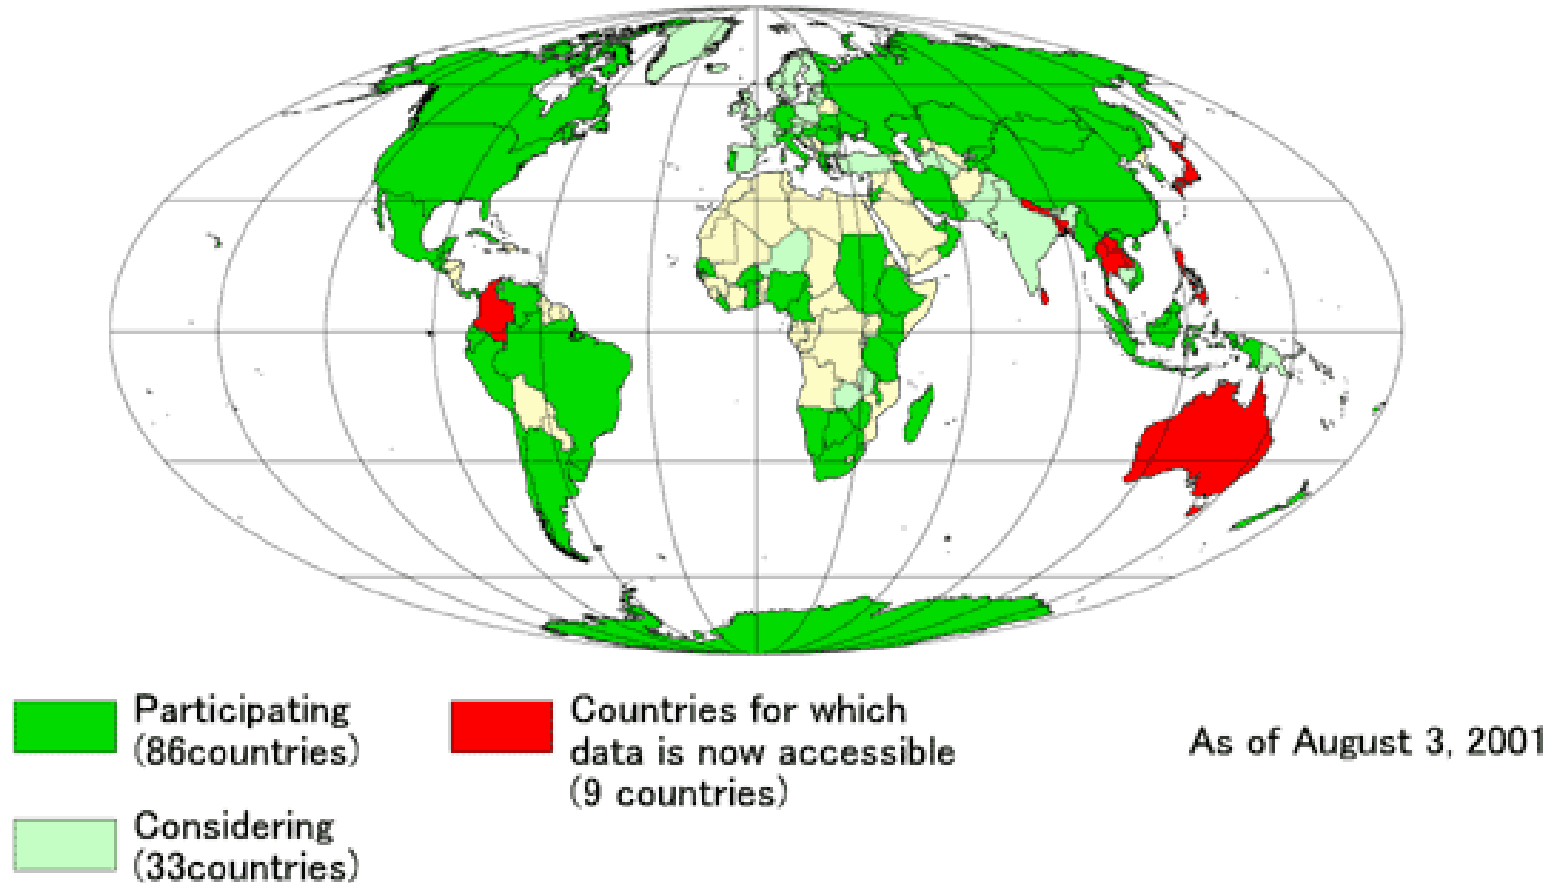 Participating
(86countries)
Countries for which
data is now accessible
(9 countries)
As of August 3, 2001
Considering
(33countries)